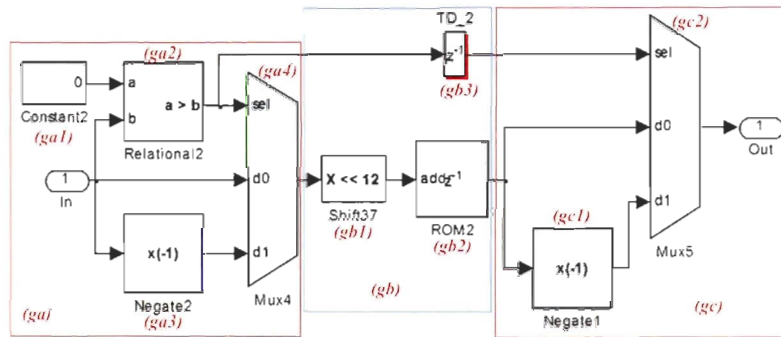 TD_2
z⁻¹
(gb3)
(ga2)
0
Constant2
(ga1)
a
b
a > b
Relational2
1
In
x(-1)
Negate2
(ga3)
(ga)
(ga4)
sel
d0
d1
Mux4
X << 12
Shift37
(gb1)
addz⁻¹
ROM2
(gb2)
(gb)
(gc2)
sel
d0
d1
Mux5
(gc1)
x(-1)
Negate1
(gc)
1
Out